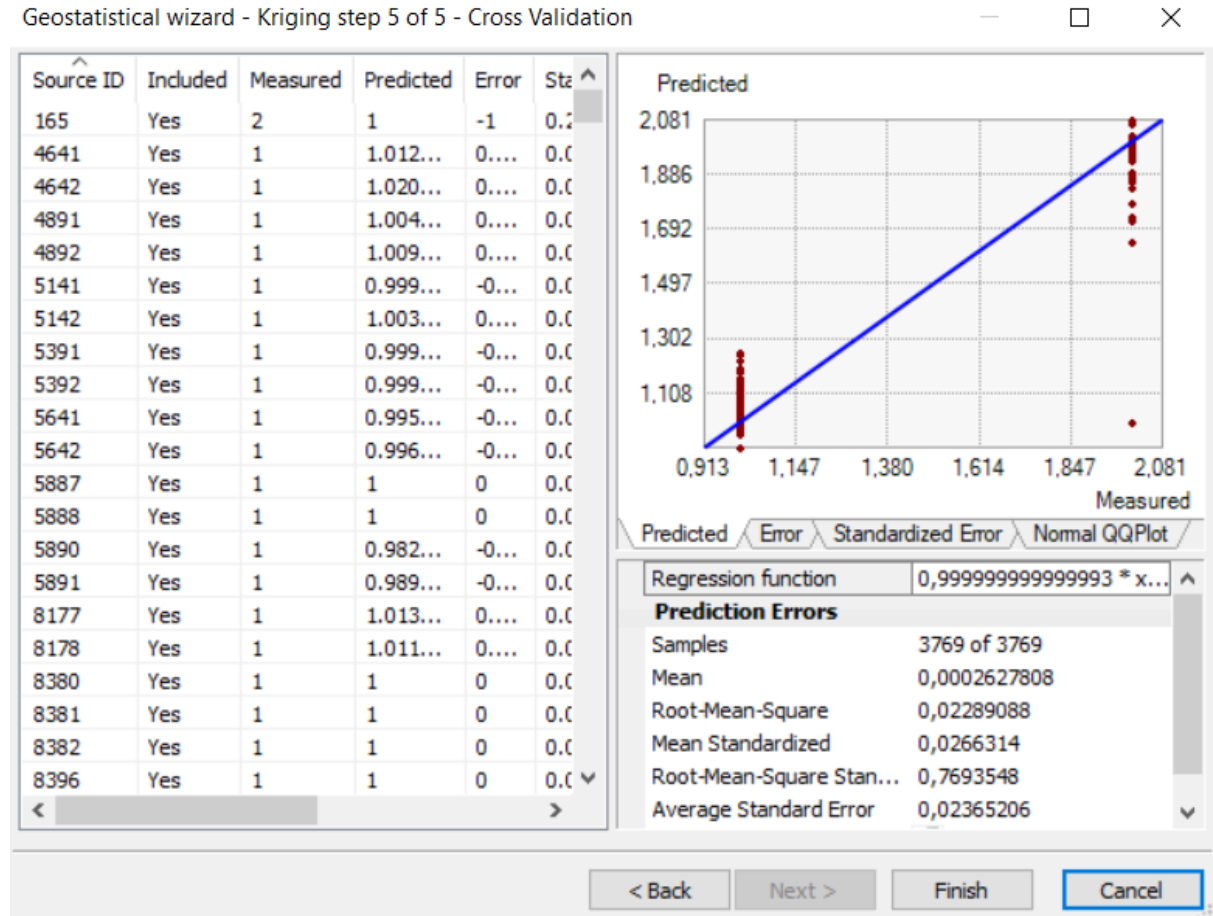 Geostatistical wizard - Kriging step 5 of 5 - Cross Validation
Source ID Included Measured Predicted Error Sta
165 Yes 2 1 -1 0.2
4641 Yes 1 1.012... 0.... 0.0
4642 Yes 1 1.020... 0.... 0.0
4891 Yes 1 1.004... 0.... 0.0
4892 Yes 1 1.009... 0.... 0.0
5141 Yes 1 0.999... -0... 0.0
5142 Yes 1 1.003... 0.... 0.0
5391 Yes 1 0.999... -0... 0.0
5392 Yes 1 0.999... -0... 0.0
5641 Yes 1 0.995... -0... 0.0
5642 Yes 1 0.996... -0... 0.0
5887 Yes 1 1 0 0.0
5888 Yes 1 1 0 0.0
5890 Yes 1 0.982... -0... 0.0
5891 Yes 1 0.989... -0... 0.0
8177 Yes 1 1.013... 0.... 0.0
8178 Yes 1 1.011... 0.... 0.0
8380 Yes 1 1 0 0.0
8381 Yes 1 1 0 0.0
8382 Yes 1 1 0 0.0
8396 Yes 1 1 0 0.0
Predicted
2,081
1,886
1,692
1,497
1,302
1,108
0,913 1,147 1,380 1,614 1,847 2,081
Measured
Predicted Error Standardized Error Normal QQPlot
Regression function 0,999999999999993 * x...
Prediction Errors
Samples 3769 of 3769
Mean 0,0002627808
Root-Mean-Square 0,02289088
Mean Standardized 0,0266314
Root-Mean-Square Stan... 0,7693548
Average Standard Error 0,02365206
< Back Next > Finish Cancel